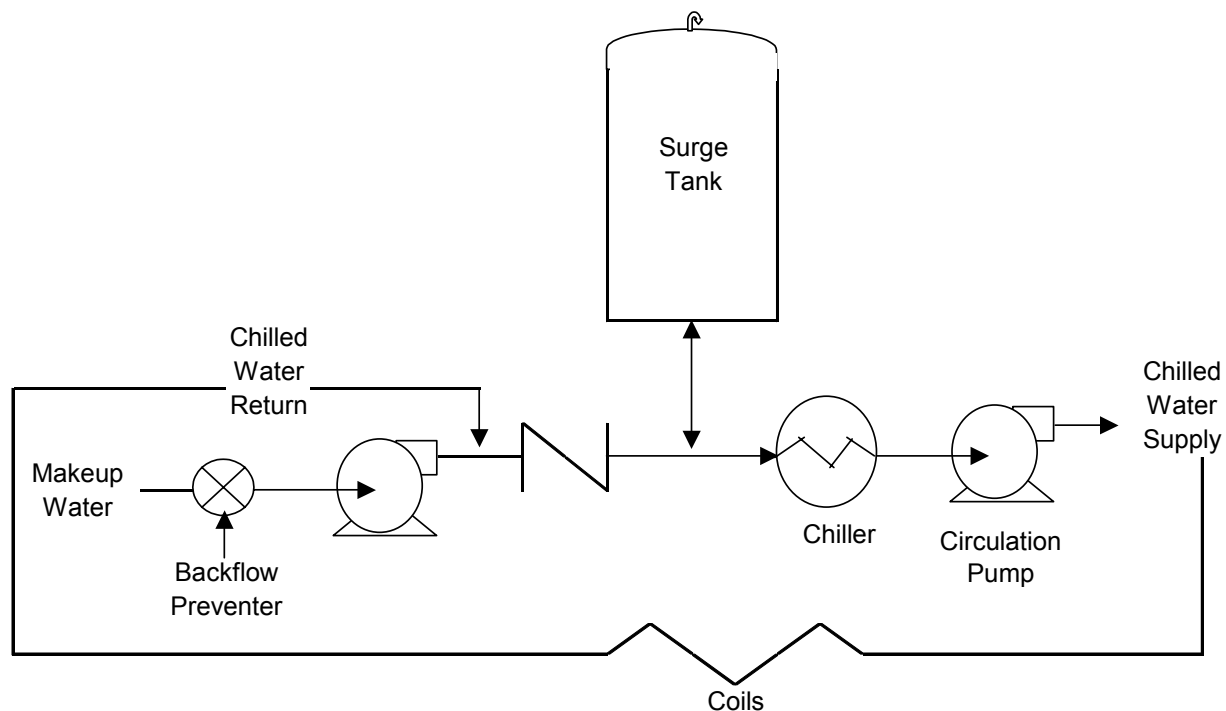 Surge
Tank
Chilled
Water
Return
Chilled
Water
Supply
Makeup
Water
Chiller
Circulation
Pump
Backflow
Preventer
Coils